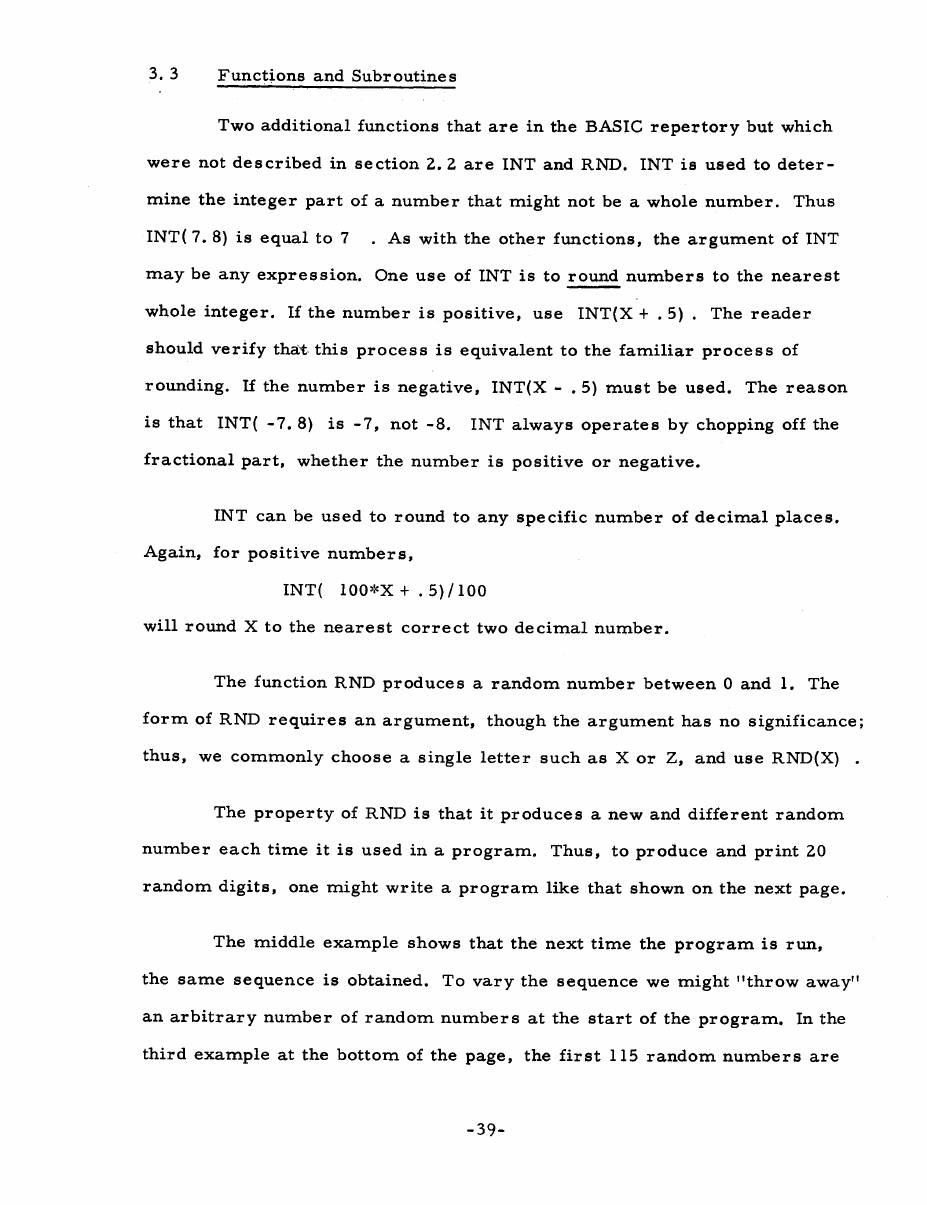 3.3 Functions and Subroutines
Two additional functions that are in the BASIC repertory but which
were not described in section 2.2 are INT and RND. INT is used to deter-
mine the integer part of a number that might not be a whole number. Thus
INT(7.8) is equal to 7 . As with the other functions, the argument of INT
may be any expression. One use of INT is to round numbers to the nearest
whole integer. If the number is positive, use INT(X + .5) . The reader
should verify that this process is equivalent to the familiar process of
rounding. If the number is negative, INT(X - .5) must be used. The reason
is that INT( -7.8) is -7, not -8. INT always operates by chopping off the
fractional part, whether the number is positive or negative.
INT can be used to round to any specific number of decimal places.
Again, for positive numbers,
INT( 100*X + .5)/100
will round X to the nearest correct two decimal number.
The function RND produces a random number between 0 and 1. The
form of RND requires an argument, though the argument has no significance;
thus, we commonly choose a single letter such as X or Z, and use RND(X) .
The property of RND is that it produces a new and different random
number each time it is used in a program. Thus, to produce and print 20
random digits, one might write a program like that shown on the next page.
The middle example shows that the next time the program is run,
the same sequence is obtained. To vary the sequence we might "throw away"
an arbitrary number of random numbers at the start of the program. In the
third example at the bottom of the page, the first 115 random numbers are
-39-